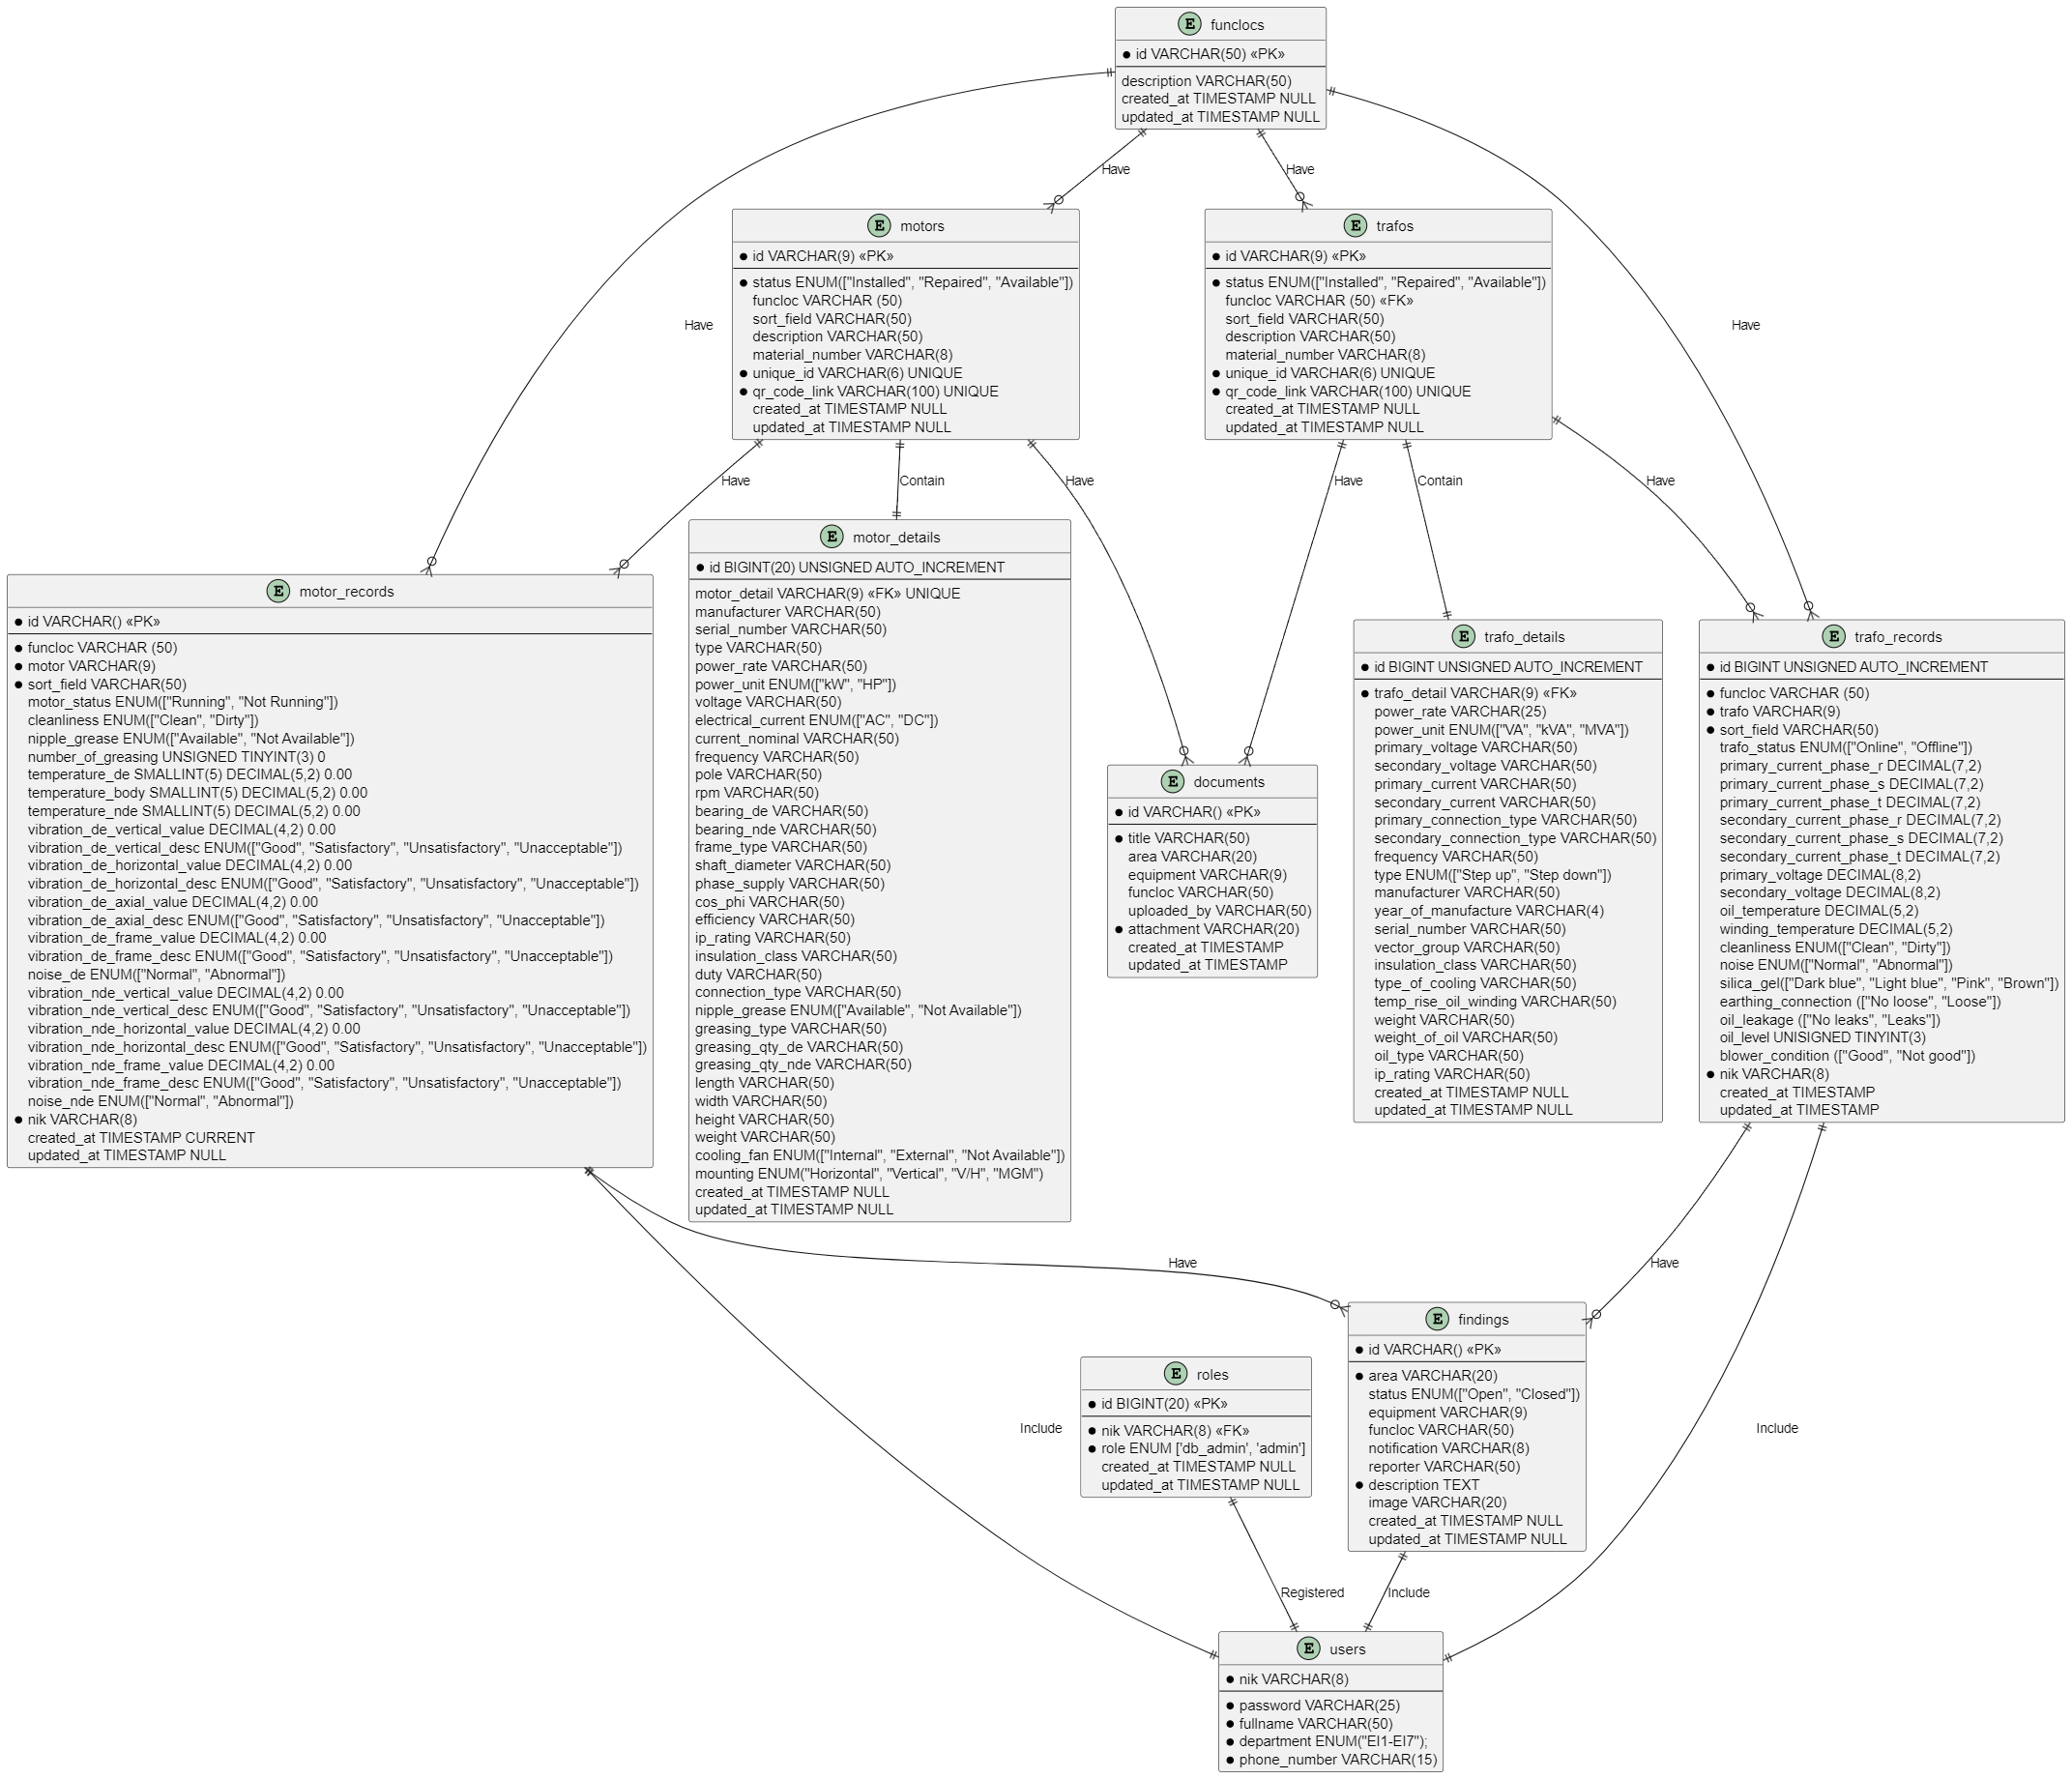 E funclocs
id VARCHAR(50) «PK»
description VARCHAR(50)
created_at TIMESTAMP NULL
updated_at TIMESTAMP NULL
Have
Have
Have
Have
E motors
id VARCHAR(9) «PK»
status ENUM(["Installed", "Repaired", "Available"])
funcloc VARCHAR (50)
sort_field VARCHAR(50)
description VARCHAR(50)
material_number VARCHAR(8)
unique_id VARCHAR(6) UNIQUE
qr_code_link VARCHAR(100) UNIQUE
created_at TIMESTAMP NULL
updated_at TIMESTAMP NULL
E trafos
id VARCHAR(9) «PK»
status ENUM(["Installed", "Repaired", "Available"])
funcloc VARCHAR (50) «FK»
sort_field VARCHAR(50)
description VARCHAR(50)
material_number VARCHAR(8)
unique_id VARCHAR(6) UNIQUE
qr_code_link VARCHAR(100) UNIQUE
created_at TIMESTAMP NULL
updated_at TIMESTAMP NULL
Have
Contain
Have
Have
Contain
Have
E motor_records
id VARCHAR() «PK»
funcloc VARCHAR (50)
motor VARCHAR(9)
sort_field VARCHAR(50)
motor_status ENUM(["Running", "Not Running"])
cleanliness ENUM(["Clean", "Dirty"])
nipple_grease ENUM(["Available", "Not Available"])
number_of_greasing UNSIGNED TINYINT(3) 0
temperature_de SMALLINT(5) DECIMAL(5,2) 0.00
temperature_body SMALLINT(5) DECIMAL(5,2) 0.00
temperature_nde SMALLINT(5) DECIMAL(5,2) 0.00
vibration_de_vertical_value DECIMAL(4,2) 0.00
vibration_de_vertical_desc ENUM(["Good", "Satisfactory", "Unsatisfactory", "Unacceptable"])
vibration_de_horizontal_value DECIMAL(4,2) 0.00
vibration_de_horizontal_desc ENUM(["Good", "Satisfactory", "Unsatisfactory", "Unacceptable"])
vibration_de_axial_value DECIMAL(4,2) 0.00
vibration_de_axial_desc ENUM(["Good", "Satisfactory", "Unsatisfactory", "Unacceptable"])
vibration_de_frame_value DECIMAL(4,2) 0.00
vibration_de_frame_desc ENUM(["Good", "Satisfactory", "Unsatisfactory", "Unacceptable"])
noise_de ENUM(["Normal", "Abnormal"])
vibration_nde_vertical_value DECIMAL(4,2) 0.00
vibration_nde_vertical_desc ENUM(["Good", "Satisfactory", "Unsatisfactory", "Unacceptable"])
vibration_nde_horizontal_value DECIMAL(4,2) 0.00
vibration_nde_horizontal_desc ENUM(["Good", "Satisfactory", "Unsatisfactory", "Unacceptable"])
vibration_nde_frame_value DECIMAL(4,2) 0.00
vibration_nde_frame_desc ENUM(["Good", "Satisfactory", "Unsatisfactory", "Unacceptable"])
noise_nde ENUM(["Normal", "Abnormal"])
nik VARCHAR(8)
created_at TIMESTAMP CURRENT
updated_at TIMESTAMP NULL
E motor_details
id BIGINT(20) UNSIGNED AUTO_INCREMENT
motor_detail VARCHAR(9) «FK» UNIQUE
manufacturer VARCHAR(50)
serial_number VARCHAR(50)
type VARCHAR(50)
power_rate VARCHAR(50)
power_unit ENUM(["kW", "HP"])
voltage VARCHAR(50)
electrical_current ENUM(["AC", "DC"])
current_nominal VARCHAR(50)
frequency VARCHAR(50)
pole VARCHAR(50)
rpm VARCHAR(50)
bearing_de VARCHAR(50)
bearing_nde VARCHAR(50)
frame_type VARCHAR(50)
shaft_diameter VARCHAR(50)
phase_supply VARCHAR(50)
cos_phi VARCHAR(50)
efficiency VARCHAR(50)
ip_rating VARCHAR(50)
insulation_class VARCHAR(50)
duty VARCHAR(50)
connection_type VARCHAR(50)
nipple_grease ENUM(["Available", "Not Available"])
greasing_type VARCHAR(50)
greasing_qty_de VARCHAR(50)
greasing_qty_nde VARCHAR(50)
length VARCHAR(50)
width VARCHAR(50)
height VARCHAR(50)
weight VARCHAR(50)
cooling_fan ENUM(["Internal", "External", "Not Available"])
mounting ENUM("Horizontal", "Vertical", "V/H", "MGM")
created_at TIMESTAMP NULL
updated_at TIMESTAMP NULL
E documents
id VARCHAR() «PK»
title VARCHAR(50)
area VARCHAR(20)
equipment VARCHAR(9)
funcloc VARCHAR(50)
uploaded_by VARCHAR(50)
attachment VARCHAR(20)
created_at TIMESTAMP
updated_at TIMESTAMP
E trafo_details
id BIGINT UNSIGNED AUTO_INCREMENT
trafo_detail VARCHAR(9) «FK»
power_rate VARCHAR(25)
power_unit ENUM(["VA", "kVA", "MVA"])
primary_voltage VARCHAR(50)
secondary_voltage VARCHAR(50)
primary_current VARCHAR(50)
secondary_current VARCHAR(50)
primary_connection_type VARCHAR(50)
secondary_connection_type VARCHAR(50)
frequency VARCHAR(50)
type ENUM(["Step up", "Step down"])
manufacturer VARCHAR(50)
year_of_manufacture VARCHAR(4)
serial_number VARCHAR(50)
vector_group VARCHAR(50)
insulation_class VARCHAR(50)
type_of_cooling VARCHAR(50)
temp_rise_oil_winding VARCHAR(50)
weight VARCHAR(50)
weight_of_oil VARCHAR(50)
oil_type VARCHAR(50)
ip_rating VARCHAR(50)
created_at TIMESTAMP NULL
updated_at TIMESTAMP NULL
E trafo_records
id BIGINT UNSIGNED AUTO_INCREMENT
funcloc VARCHAR (50)
trafo VARCHAR(9)
sort_field VARCHAR(50)
trafo_status ENUM(["Online", "Offline"])
primary_current_phase_r DECIMAL(7,2)
primary_current_phase_s DECIMAL(7,2)
primary_current_phase_t DECIMAL(7,2)
secondary_current_phase_r DECIMAL(7,2)
secondary_current_phase_s DECIMAL(7,2)
secondary_current_phase_t DECIMAL(7,2)
primary_voltage DECIMAL(8,2)
secondary_voltage DECIMAL(8,2)
oil_temperature DECIMAL(5,2)
winding_temperature DECIMAL(5,2)
cleanliness ENUM(["Clean", "Dirty"])
noise ENUM(["Normal", "Abnormal"])
silica_gel(["Dark blue", "Light blue", "Pink", "Brown"])
earthing_connection (["No loose", "Loose"])
oil_leakage (["No leaks", "Leaks"])
oil_level UNISIGNED TINYINT(3)
blower_condition (["Good", "Not good"])
nik VARCHAR(8)
created_at TIMESTAMP
updated_at TIMESTAMP
Have
Have
Include
Include
E findings
id VARCHAR() «PK»
area VARCHAR(20)
status ENUM(["Open", "Closed"])
equipment VARCHAR(9)
funcloc VARCHAR(50)
notification VARCHAR(8)
reporter VARCHAR(50)
description TEXT
image VARCHAR(20)
created_at TIMESTAMP NULL
updated_at TIMESTAMP NULL
E roles
id BIGINT(20) «PK»
nik VARCHAR(8) «FK»
role ENUM ['db_admin', 'admin']
created_at TIMESTAMP NULL
updated_at TIMESTAMP NULL
Registered
Include
E users
nik VARCHAR(8)
password VARCHAR(25)
fullname VARCHAR(50)
department ENUM("EI1-EI7");
phone_number VARCHAR(15)